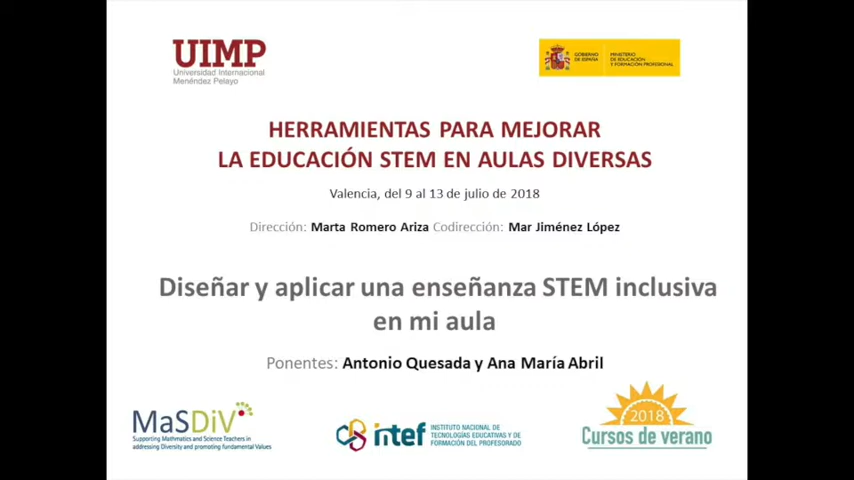 UIMP
Universidad Internacional
Menéndez Pelayo
GOBIERNO
DE ESPAÑA
MINISTERIO
DE EDUCACIÓN
Y FORMACIÓN PROFESIONAL
HERRAMIENTAS PARA MEJORAR
LA EDUCACIÓN STEM EN AULAS DIVERSAS
Valencia, del 9 al 13 de julio de 2018
Dirección: Marta Romero Ariza Codirección: Mar Jiménez López
Diseñar y aplicar una enseñanza STEM inclusiva
en mi aula
Ponentes: Antonio Quesada y Ana María Abril
MaSDiV
Supporting Mathematics and Science Teachers in
addressing Diversity and promoting fundamental Values
intef
INSTITUTO NACIONAL DE
TECNOLOGÍAS EDUCATIVAS Y DE
FORMACIÓN DEL PROFESORADO
2018
Cursos de verano